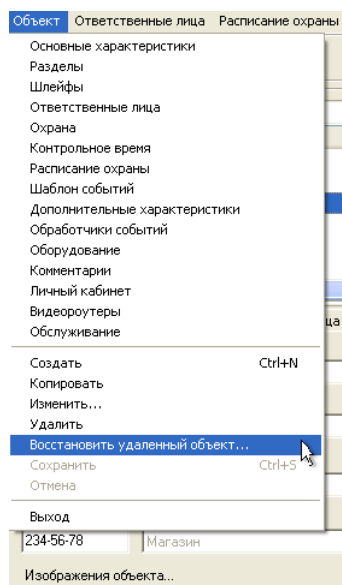 Объект Ответственные лица Расписание охраны
Основные характеристики
Разделы
Шлейфы
Ответственные лица
Охрана
Контрольное время
Расписание охраны
Шаблон событий
Дополнительные характеристики
Обработчики событий
Оборудование
Комментарии
Личный кабинет
Видеороутеры
Обслуживание
Создать Ctrl+N
Копировать
Изменить...
Удалить
Восстановить удаленный объект...
Сохранить Ctrl+S
Отмена
Выход
234-56-78 Магазин
Изображения объекта...